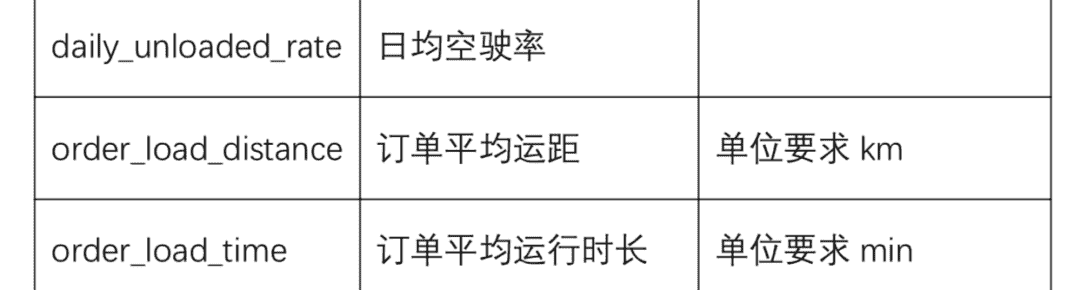 daily_unloaded_rate 日均空驶率
order_load_distance 订单平均运距 单位要求 km
order_load_time 订单平均运行时长 单位要求 min